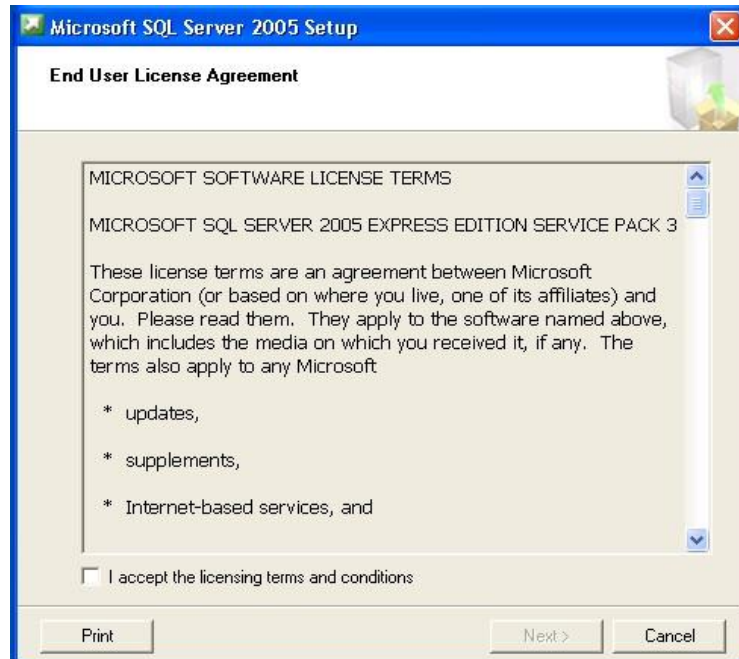 Microsoft SQL Server 2005 Setup
End User License Agreement
MICROSOFT SOFTWARE LICENSE TERMS
MICROSOFT SQL SERVER 2005 EXPRESS EDITION SERVICE PACK 3
These license terms are an agreement between Microsoft
Corporation (or based on where you live, one of its affiliates) and
you.  Please read them.  They apply to the software named above,
which includes the media on which you received it, if any.  The
terms also apply to any Microsoft
* updates,
* supplements,
* Internet-based services, and
I accept the licensing terms and conditions
Print
Next >
Cancel